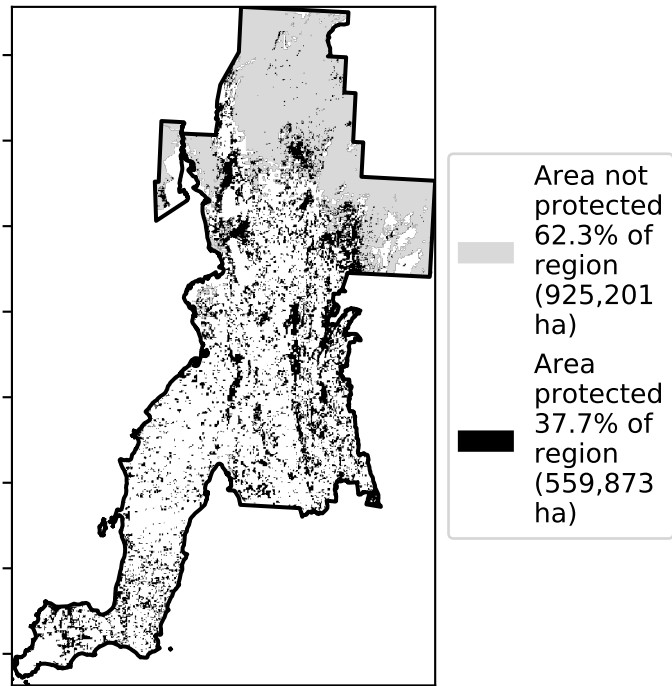 Area not
protected
62.3% of
region
(925,201
ha)
Area
protected
37.7% of
region
(559,873
ha)